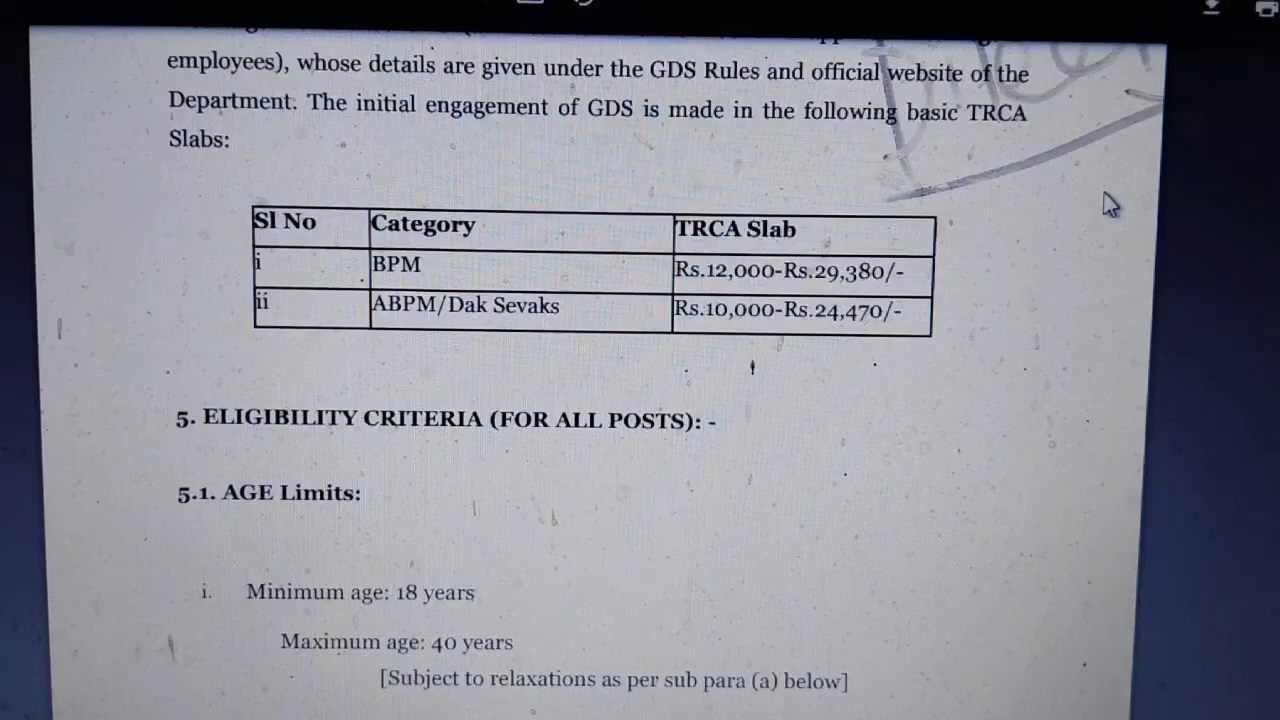 employees), whose details are given under the GDS Rules and official website of the
Department. The initial engagement of GDS is made in the following basic TRCA
Slabs:
Sl No Category TRCA Slab
i BPM Rs.12,000-Rs.29,380/-
ii ABPM/Dak Sevaks Rs.10,000-Rs.24,470/-
5. ELIGIBILITY CRITERIA (FOR ALL POSTS): -
5.1. AGE Limits:
i. Minimum age: 18 years
Maximum age: 40 years
[Subject to relaxations as per sub para (a) below]